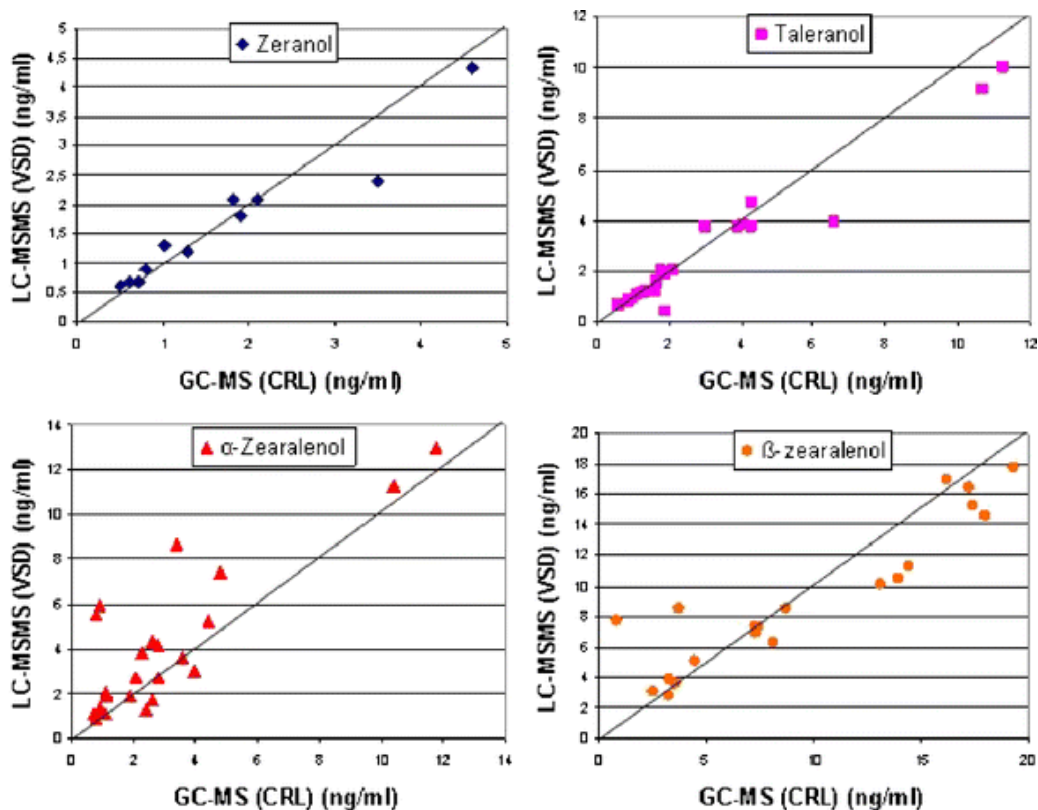 Zeranol
LC-MSMS (VSD) (ng/ml)
5
4,5
4
3,5
3
2,5
2
1,5
1
0,5
0
0 1 2 3 4 5
GC-MS (CRL) (ng/ml)
Taleranol
LC-MSMS (VSD) (ng/ml)
12
10
8
6
4
2
0
0 2 4 6 8 10 12
GC-MS (CRL) (ng/ml)
α-Zearalenol
LC-MSMS (VSD) (ng/ml)
14
12
10
8
6
4
2
0
0 2 4 6 8 10 12 14
GC-MS (CRL) (ng/ml)
ß-zearalenol
LC-MSMS (VSD) (ng/ml)
20
18
16
14
12
10
8
6
4
2
0
0 5 10 15 20
GC-MS (CRL) (ng/ml)